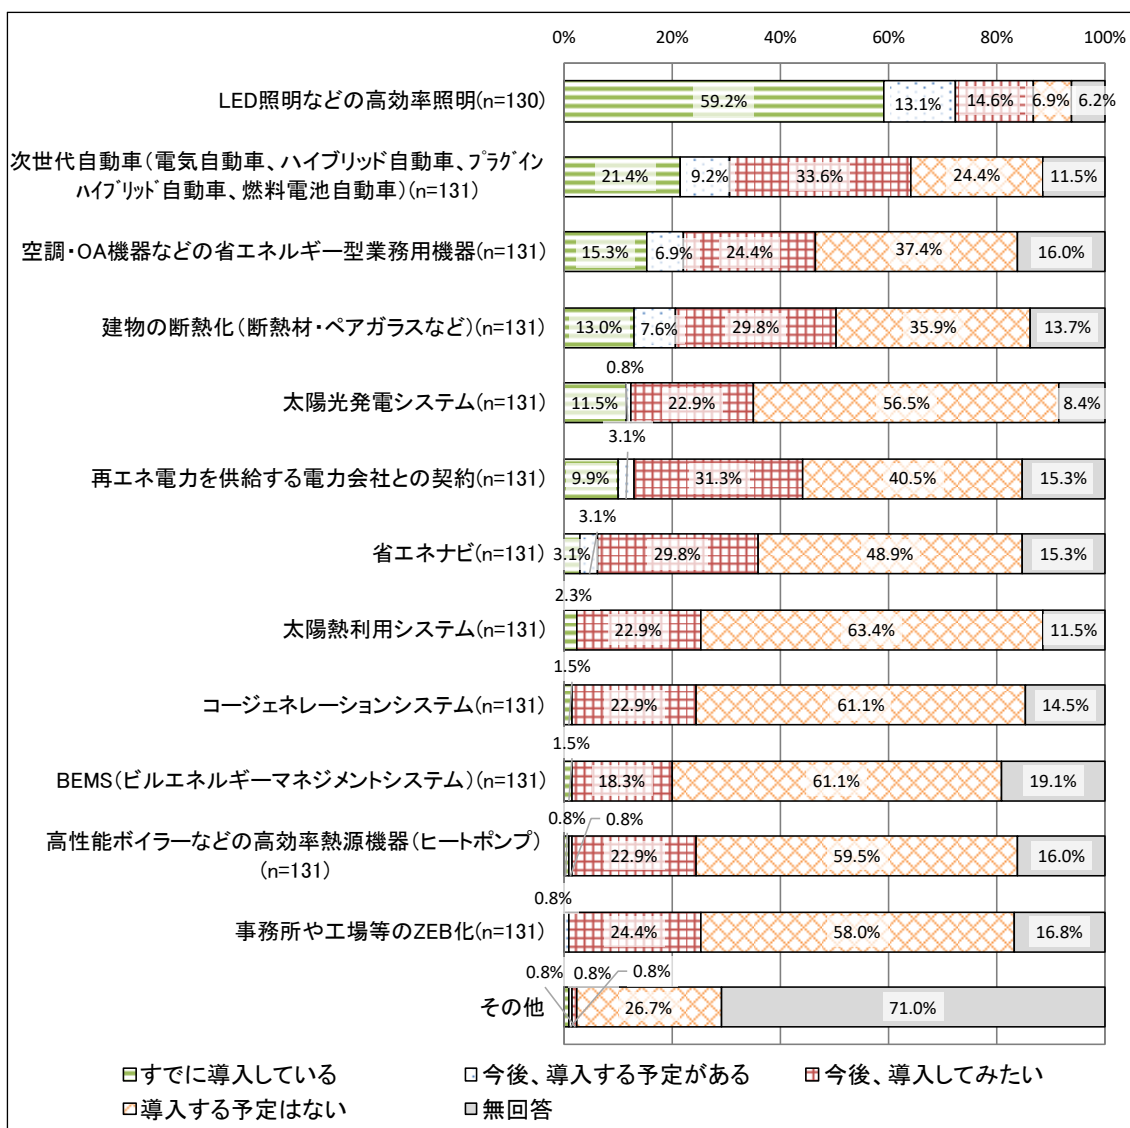 0% 20% 40% 60% 80% 100%
LED照明などの高効率照明(n=130)
59.2% 13.1% 14.6% 6.9% 6.2%
次世代自動車(電気自動車、ハイブリッド自動車、プラグイン
ハイブリッド自動車、燃料電池自動車)(n=131)
21.4% 9.2% 33.6% 24.4% 11.5%
空調・OA機器などの省エネルギー型業務用機器(n=131)
15.3% 6.9% 24.4% 37.4% 16.0%
建物の断熱化(断熱材・ペアガラスなど)(n=131)
13.0% 7.6% 29.8% 35.9% 13.7%
0.8%
太陽光発電システム(n=131)
11.5% 22.9% 56.5% 8.4%
3.1%
再エネ電力を供給する電力会社との契約(n=131)
9.9% 31.3% 40.5% 15.3%
3.1%
省エネナビ(n=131)
3.1% 29.8% 48.9% 15.3%
2.3%
太陽熱利用システム(n=131)
22.9% 63.4% 11.5%
1.5%
コージェネレーションシステム(n=131)
22.9% 61.1% 14.5%
1.5%
BEMS(ビルエネルギーマネジメントシステム)(n=131)
18.3% 61.1% 19.1%
0.8% 0.8%
高性能ボイラーなどの高効率熱源機器(ヒートポンプ)
(n=131)
22.9% 59.5% 16.0%
0.8%
事務所や工場等のZEB化(n=131)
24.4% 58.0% 16.8%
0.8% 0.8% 0.8%
その他
26.7% 71.0%
すでに導入している 今後、導入する予定がある 今後、導入してみたい
導入する予定はない 無回答